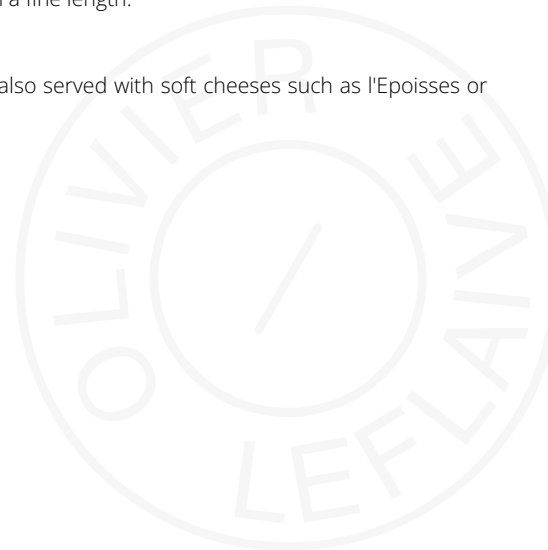 a fine length.
also served with soft cheeses such as l'Epoisses or
OLIVIER LEFLAIVE